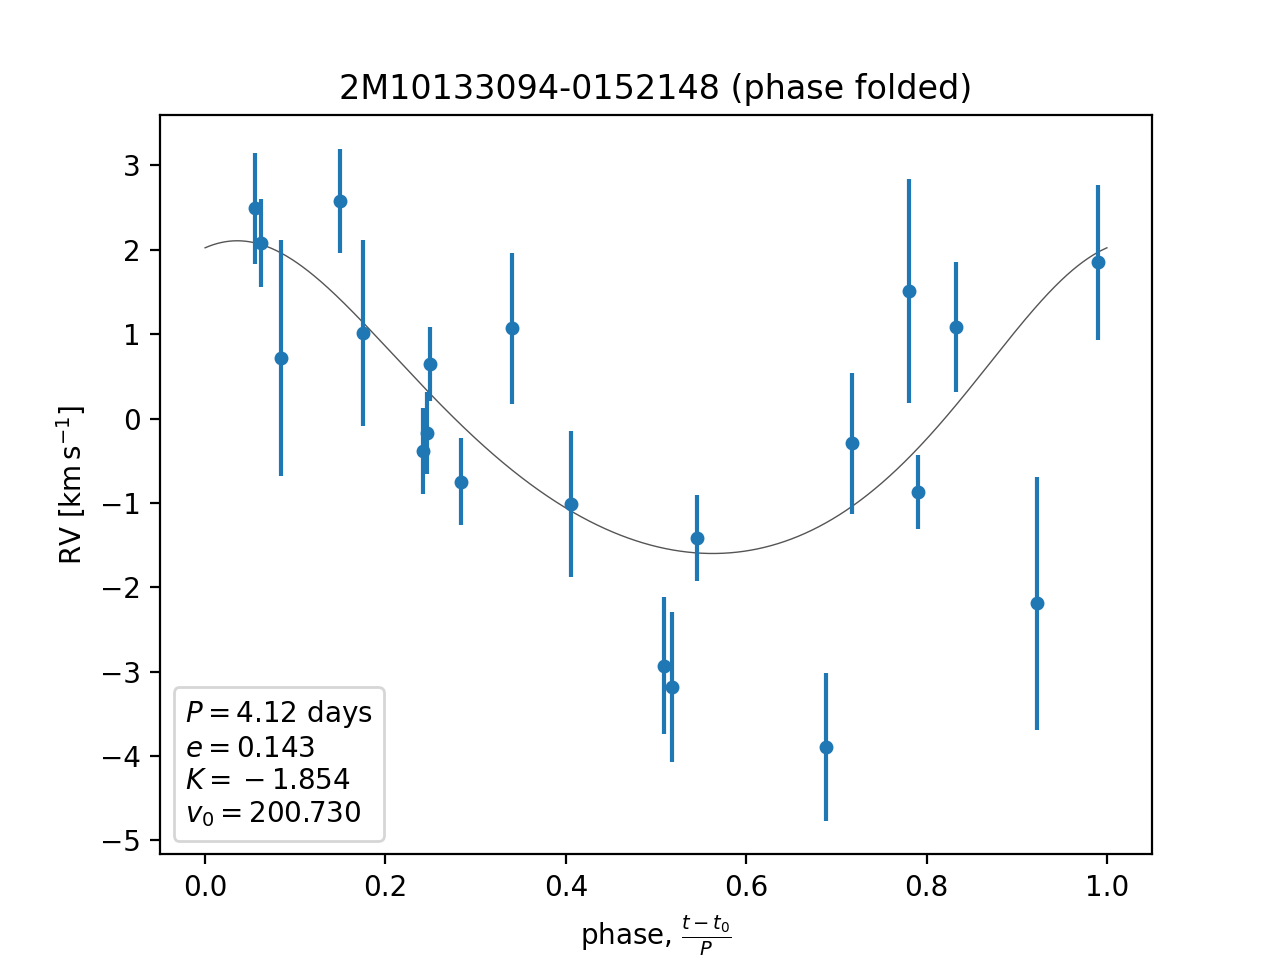 2M10133094-0152148 (phase folded)
RV [km s⁻¹]
3
2
1
0
−1
−2
−3
−4
−5
P = 4.12 days
e = 0.143
K = −1.854
v₀ = 200.730
0.0 0.2 0.4 0.6 0.8 1.0
phase, (t − t₀)/P